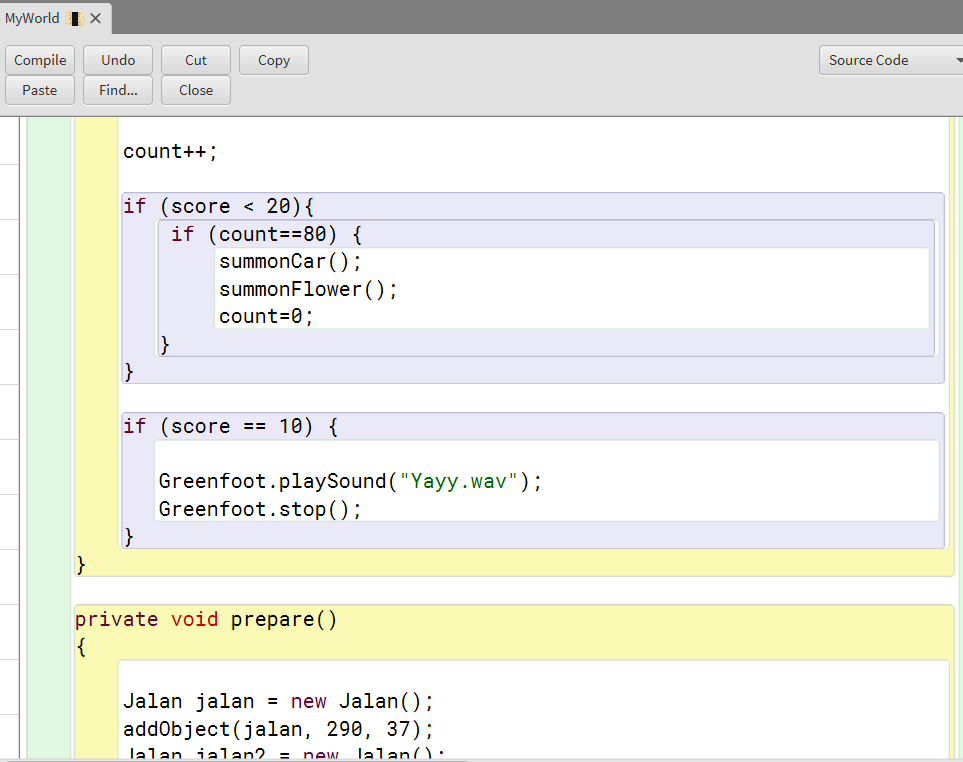 MyWorld
Compile Undo Cut Copy Source Code
Paste Find... Close
count++;
if (score < 20){
if (count==80) {
summonCar();
summonFlower();
count=0;
}
}
if (score == 10) {
Greenfoot.playSound("Yayy.wav");
Greenfoot.stop();
}
}
private void prepare()
{
Jalan jalan = new Jalan();
addObject(jalan, 290, 37);
Jalan jalan2 = new Jalan();